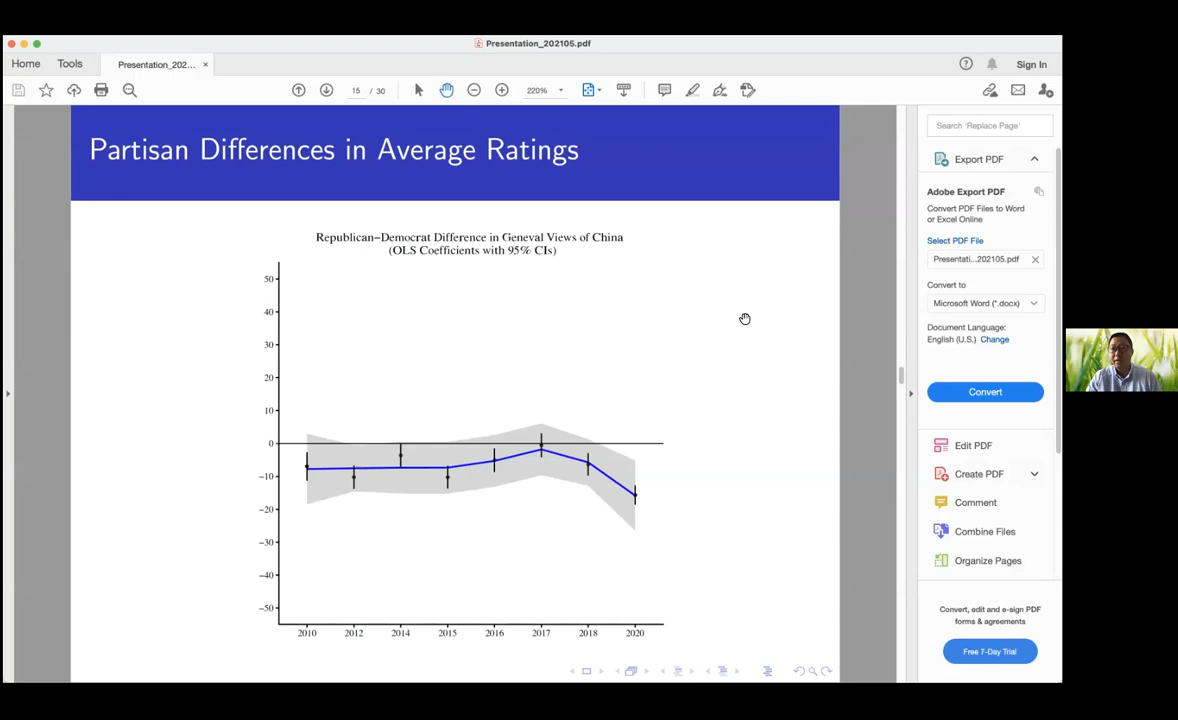 Presentation_202105.pdf
Home Tools Presentation_202... × Sign In
15 / 30 220%
Partisan Differences in Average Ratings
Republican−Democrat Difference in Geneval Views of China
(OLS Coefficients with 95% CIs)
50
40
30
20
10
0
−10
−20
−30
−40
−50
2010 2012 2014 2015 2016 2017 2018 2020
Search 'Replace Page'
Export PDF
Adobe Export PDF
Convert PDF Files to Word
or Excel Online
Select PDF File
Presentati...202105.pdf
Convert to
Microsoft Word (*.docx)
Document Language:
English (U.S.) Change
Convert
Edit PDF
Create PDF
Comment
Combine Files
Organize Pages
Convert, edit and e-sign PDF
forms & agreements
Free 7-Day Trial